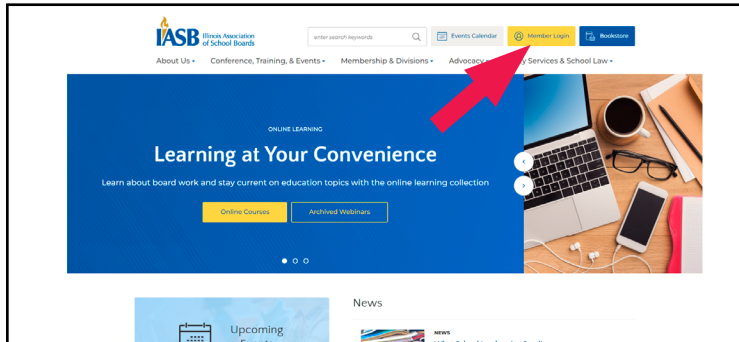 IASB Illinois Association
of School Boards
enter search keywords
Events Calendar
Member Login
Bookstore
About Us
Conference, Training, & Events
Membership & Divisions
Advocacy
Services & School Law
ONLINE LEARNING
Learning at Your Convenience
Learn about board work and stay current on education topics with the online learning collection
Online Courses
Archived Webinars
News
Upcoming
NEWS